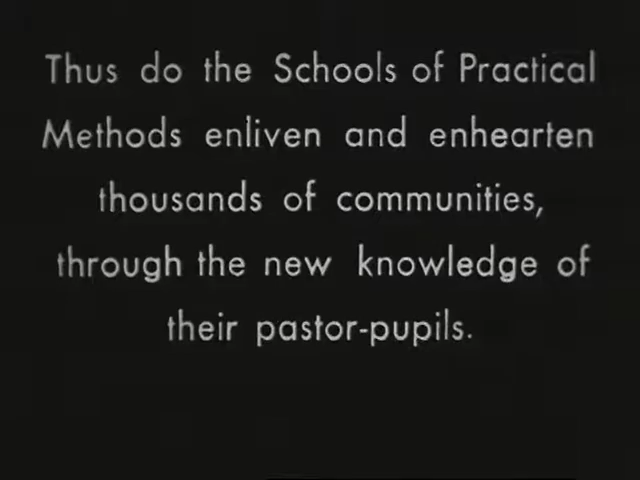 Thus do the Schools of Practical
Methods enliven and enhearten
thousands of communities,
through the new knowledge of
their pastor-pupils.